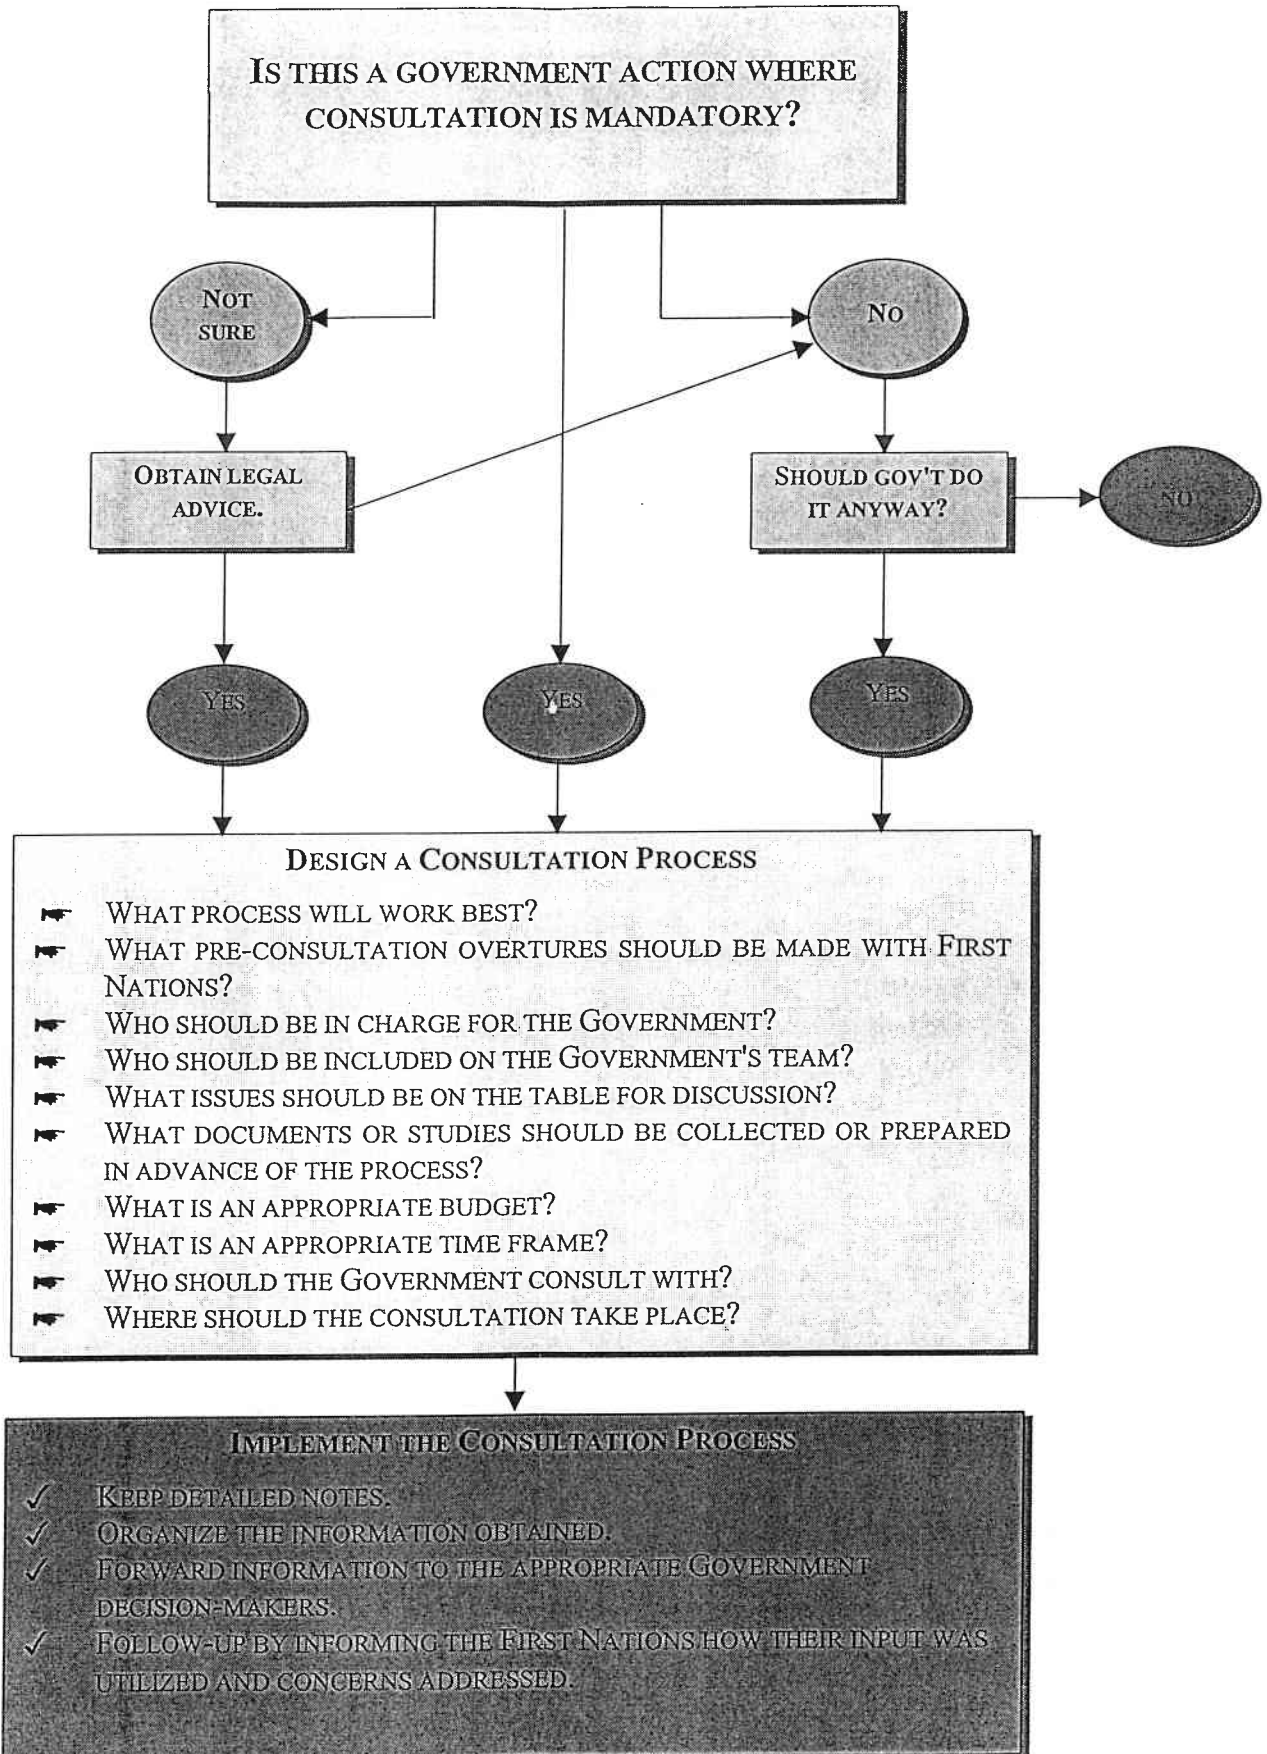 IS THIS A GOVERNMENT ACTION WHERE
CONSULTATION IS MANDATORY?
NOT
SURE
NO
OBTAIN LEGAL
ADVICE.
SHOULD GOV'T DO
IT ANYWAY?
NO
YES
YES
YES
DESIGN A CONSULTATION PROCESS
WHAT PROCESS WILL WORK BEST?
WHAT PRE-CONSULTATION OVERTURES SHOULD BE MADE WITH FIRST
NATIONS?
WHO SHOULD BE IN CHARGE FOR THE GOVERNMENT?
WHO SHOULD BE INCLUDED ON THE GOVERNMENT'S TEAM?
WHAT ISSUES SHOULD BE ON THE TABLE FOR DISCUSSION?
WHAT DOCUMENTS OR STUDIES SHOULD BE COLLECTED OR PREPARED
IN ADVANCE OF THE PROCESS?
WHAT IS AN APPROPRIATE BUDGET?
WHAT IS AN APPROPRIATE TIME FRAME?
WHO SHOULD THE GOVERNMENT CONSULT WITH?
WHERE SHOULD THE CONSULTATION TAKE PLACE?
IMPLEMENT THE CONSULTATION PROCESS
✓ KEEP DETAILED NOTES.
✓ ORGANIZE THE INFORMATION OBTAINED.
✓ FORWARD INFORMATION TO THE APPROPRIATE GOVERNMENT
DECISION-MAKERS.
✓ FOLLOW-UP BY INFORMING THE FIRST NATIONS HOW THEIR INPUT WAS
UTILIZED AND CONCERNS ADDRESSED.